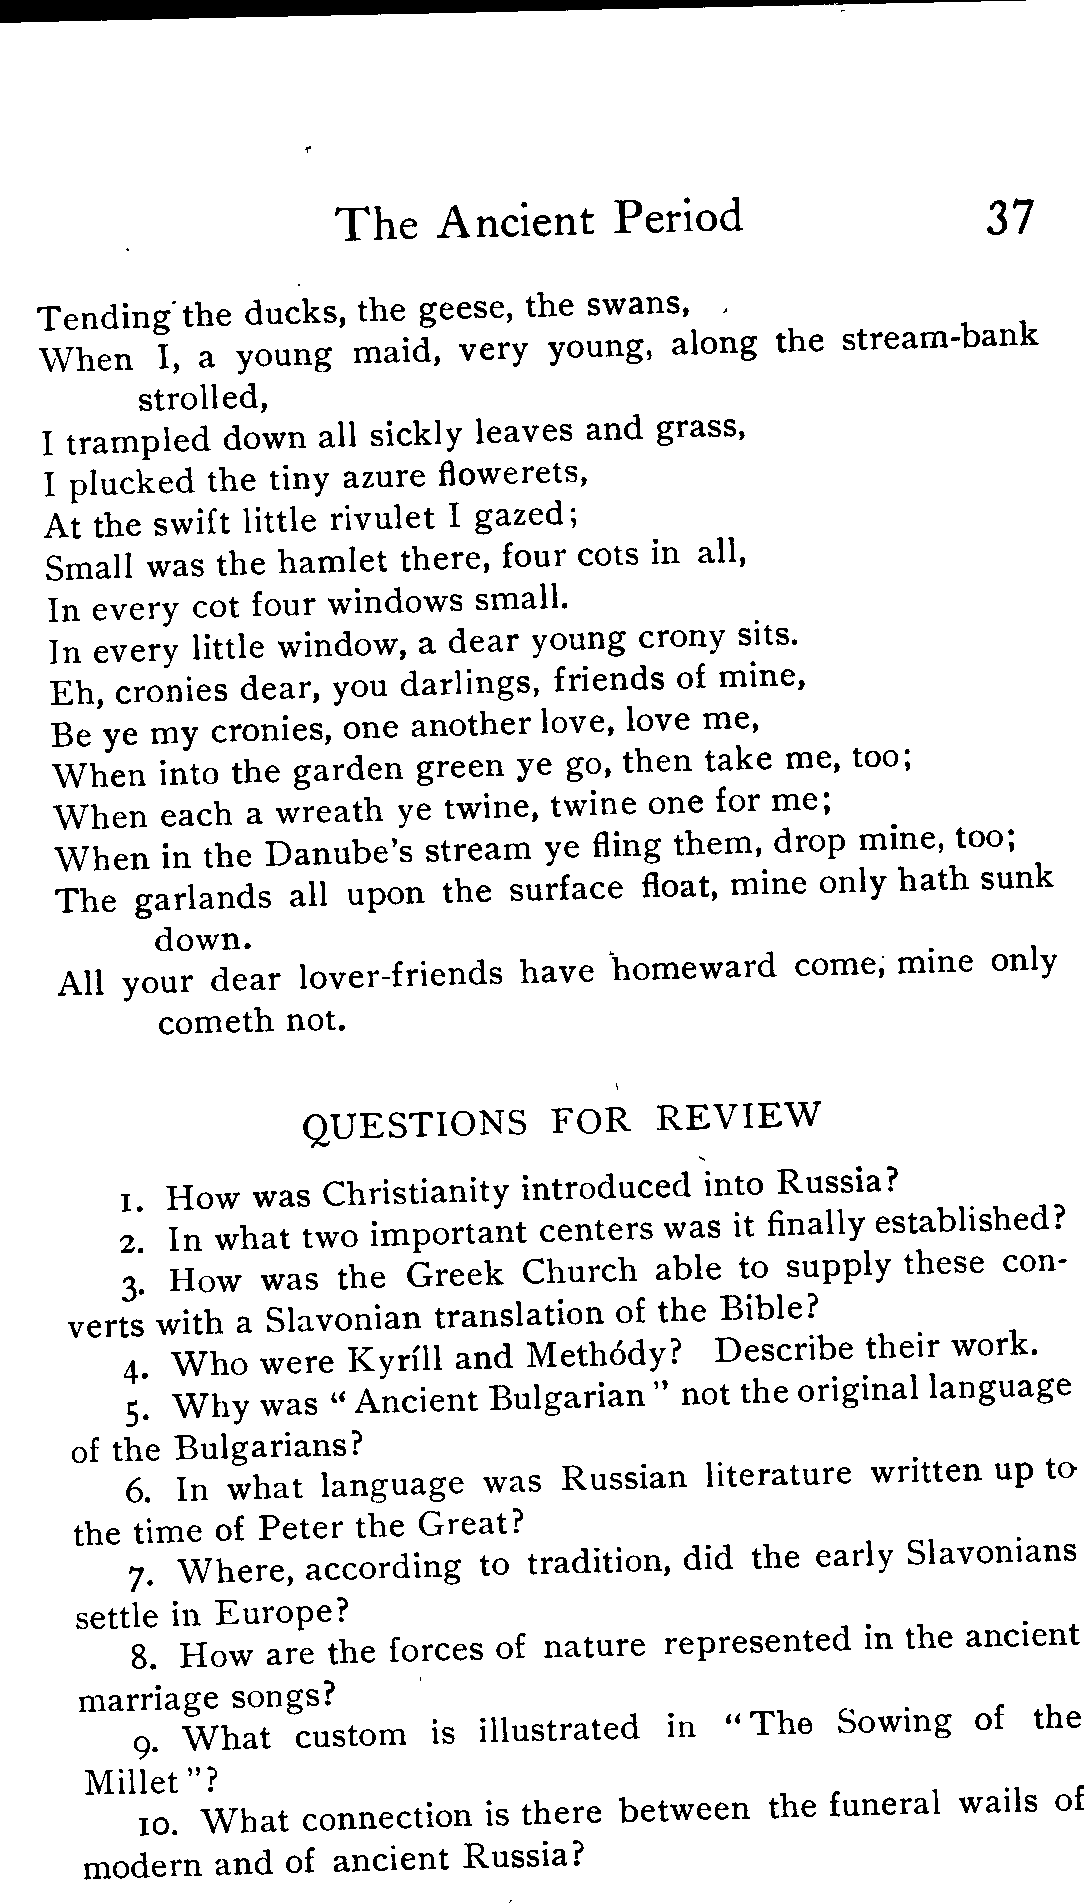 The Ancient Period 37
Tending the ducks, the geese, the swans,
When I, a young maid, very young, along the stream-bank
strolled,
I trampled down all sickly leaves and grass,
I plucked the tiny azure flowerets,
At the swift little rivulet I gazed;
Small was the hamlet there, four cots in all,
In every cot four windows small.
In every little window, a dear young crony sits.
Eh, cronies dear, you darlings, friends of mine,
Be ye my cronies, one another love, love me,
When into the garden green ye go, then take me, too;
When each a wreath ye twine, twine one for me;
When in the Danube's stream ye fling them, drop mine, too;
The garlands all upon the surface float, mine only hath sunk
down.
All your dear lover-friends have homeward come, mine only
cometh not.
QUESTIONS FOR REVIEW
1. How was Christianity introduced into Russia?
2. In what two important centers was it finally established?
3. How was the Greek Church able to supply these con-
verts with a Slavonian translation of the Bible?
4. Who were Kyríll and Methódy? Describe their work.
5. Why was "Ancient Bulgarian" not the original language
of the Bulgarians?
6. In what language was Russian literature written up to
the time of Peter the Great?
7. Where, according to tradition, did the early Slavonians
settle in Europe?
8. How are the forces of nature represented in the ancient
marriage songs?
9. What custom is illustrated in "The Sowing of the
Millet"?
10. What connection is there between the funeral wails of
modern and of ancient Russia?